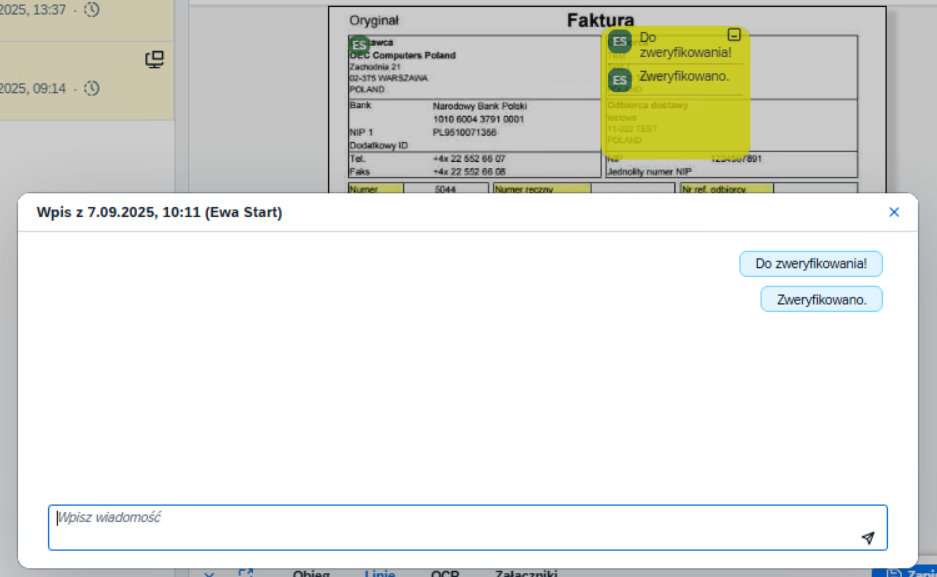 2025, 13:37
2025, 09:14
Oryginał
Faktura
ES
awca
OEC Computers Poland
Zachodnia 21
02-375 WARSZAWA
POLAND
Bank
Narodowy Bank Polski
1010 6004 3791 0001
NIP 1
PL9510071356
Dodatkowy ID
Tel.
+4x 22 552 66 07
Faks
+4x 22 552 66 08
ES
Do
zweryfikowania!
ES
Zweryfikowano.
Odbiorca dostawy
testowa
11-222 TEST
POLAND
NIP
1234567891
Jednolity numer NIP
Numer
5044
Numer ręczny
Nr ref. odbiorcy
Wpis z 7.09.2025, 10:11 (Ewa Start)
Do zweryfikowania!
Zweryfikowano.
Wpisz wiadomość
Obieg
Linie
OCR
Załączniki